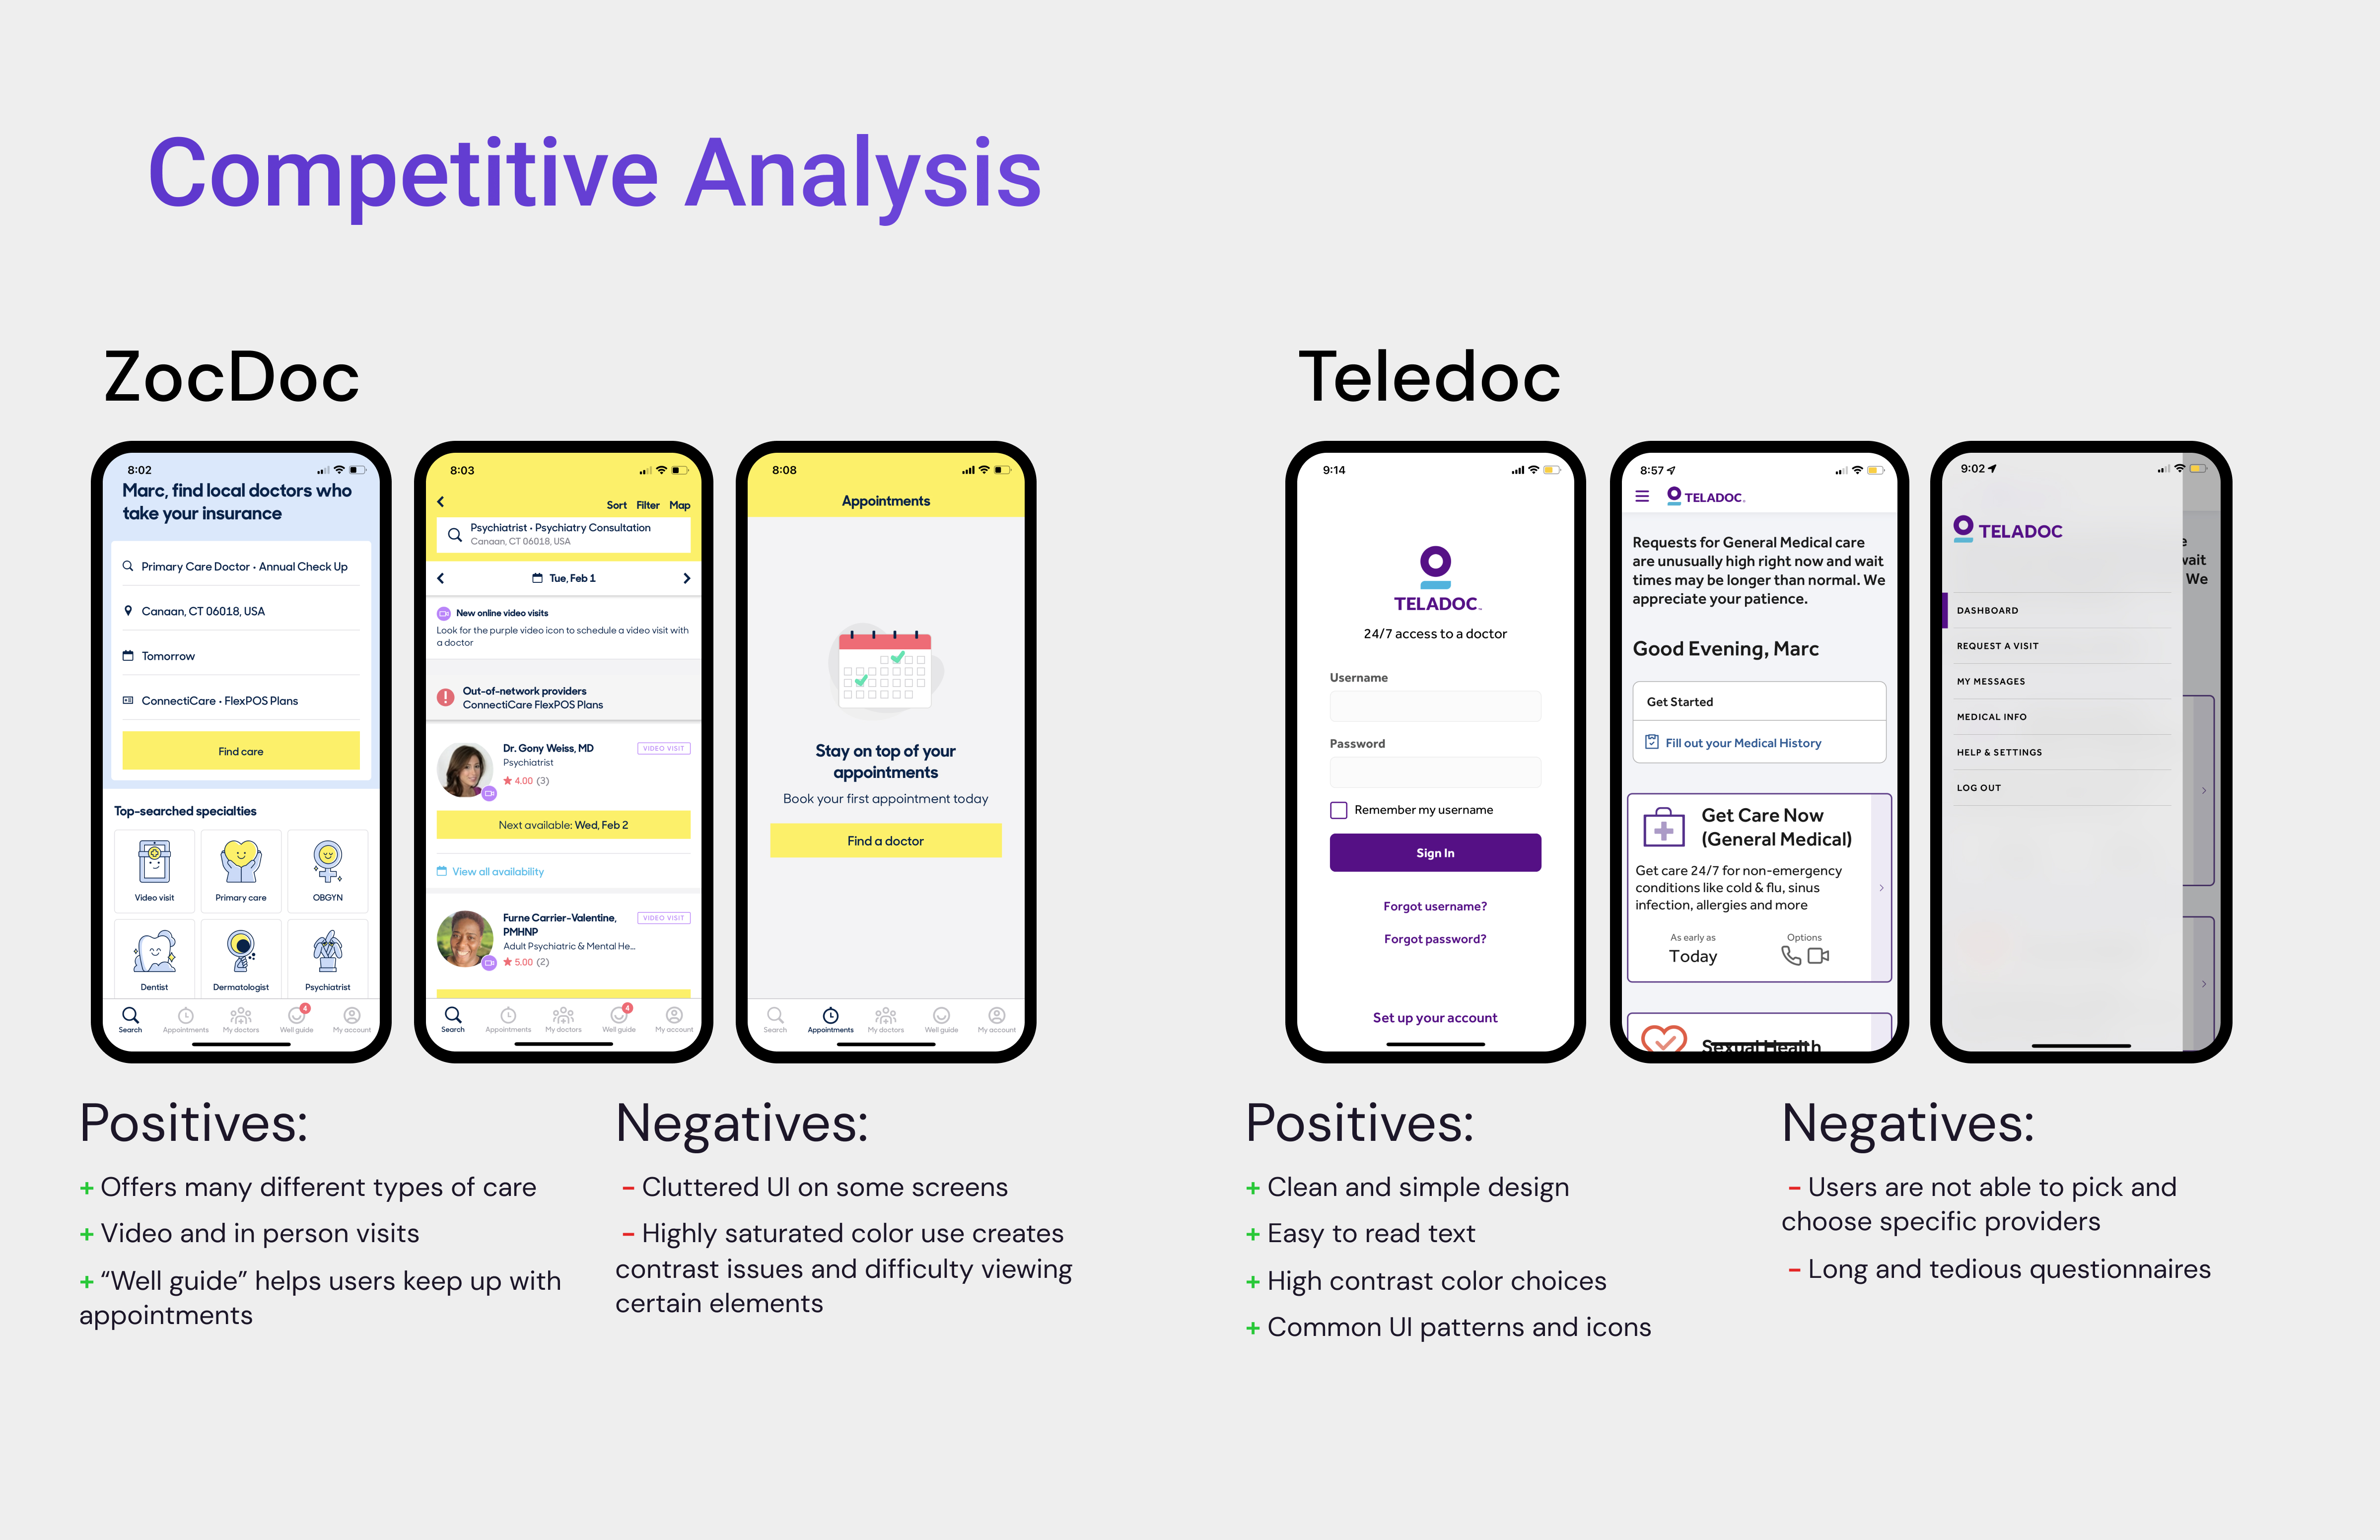 Competitive Analysis
ZocDoc
8:02
Marc, find local doctors who
take your insurance
Primary Care Doctor • Annual Check Up
Canaan, CT 06018, USA
Tomorrow
ConnectiCare • FlexPOS Plans
Find care
Top-searched specialties
Video visit
Primary care
OBGYN
Dentist
Dermatologist
Psychiatrist
4
Search
Appointments
My doctors
Well guide
My account
8:03
Sort Filter Map
Psychiatrist • Psychiatry Consultation
Canaan, CT 06018, USA
Tue, Feb 1
New online video visits
Look for the purple video icon to schedule a video visit with
a doctor
Out-of-network providers
ConnectiCare FlexPOS Plans
Dr. Gony Weiss, MD
VIDEO VISIT
Psychiatrist
4.00 (3)
Next available: Wed, Feb 2
View all availability
Furne Carrier-Valentine,
PMHNP
VIDEO VISIT
Adult Psychiatric & Mental He...
5.00 (2)
4
Search
Appointments
My doctors
Well guide
My account
8:08
Appointments
Stay on top of your
appointments
Book your first appointment today
Find a doctor
Search
Appointments
My doctors
Well guide
My account
Positives:
+ Offers many different types of care
+ Video and in person visits
+ “Well guide” helps users keep up with
appointments
Negatives:
- Cluttered UI on some screens
- Highly saturated color use creates
contrast issues and difficulty viewing
certain elements
Teledoc
9:14
TELADOC™
24/7 access to a doctor
Username
Password
Remember my username
Sign In
Forgot username?
Forgot password?
Set up your account
8:57
TELADOC
Requests for General Medical care
are unusually high right now and wait
times may be longer than normal. We
appreciate your patience.
Good Evening, Marc
Get Started
Fill out your Medical History
Get Care Now
(General Medical)
Get care 24/7 for non-emergency
conditions like cold & flu, sinus
infection, allergies and more
As early as
Today
Options
Sexual Health
9:02
TELADOC
e
wait
We
DASHBOARD
REQUEST A VISIT
MY MESSAGES
MEDICAL INFO
HELP & SETTINGS
LOG OUT
Positives:
+ Clean and simple design
+ Easy to read text
+ High contrast color choices
+ Common UI patterns and icons
Negatives:
- Users are not able to pick and
choose specific providers
- Long and tedious questionnaires